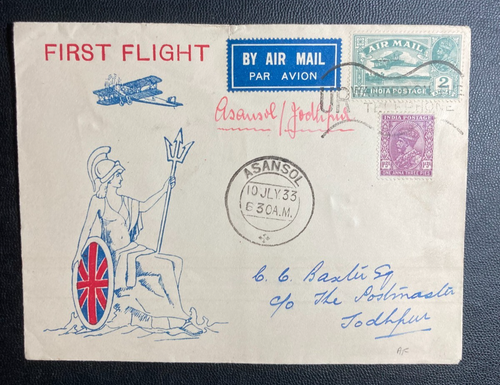 FIRST FLIGHT
BY AIR MAIL
PAR AVION
AIR MAIL
2
INDIA POSTAGE
Asansol/Jodhpur
TELEPHONE
INDIA POSTAGE
ONE ANNA THREE PIES
ASANSOL
10 JLY.33
6 30 A.M.
C. C. Baxter Esq
c/o The Postmaster
Jodhpur